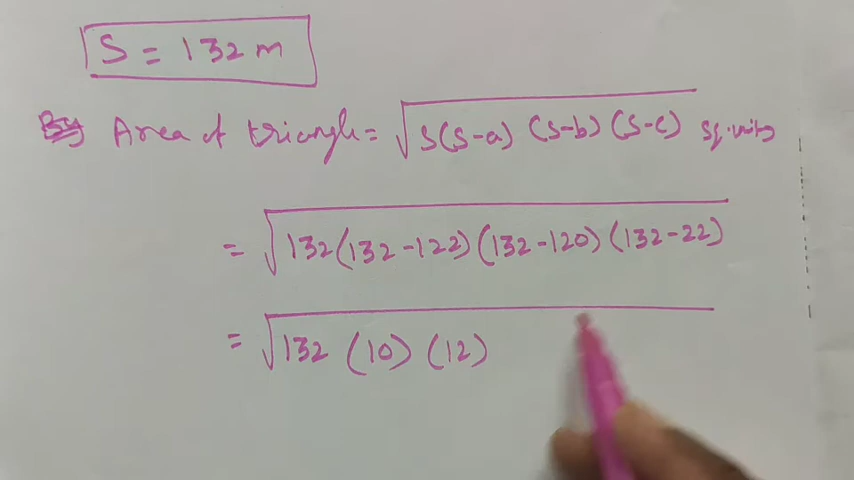 S = 132 m
By Area of triangle = √S(S-a) (S-b) (S-c) sq.units
= √132(132-122)(132-120)(132-22)
= √132 (10) (12)